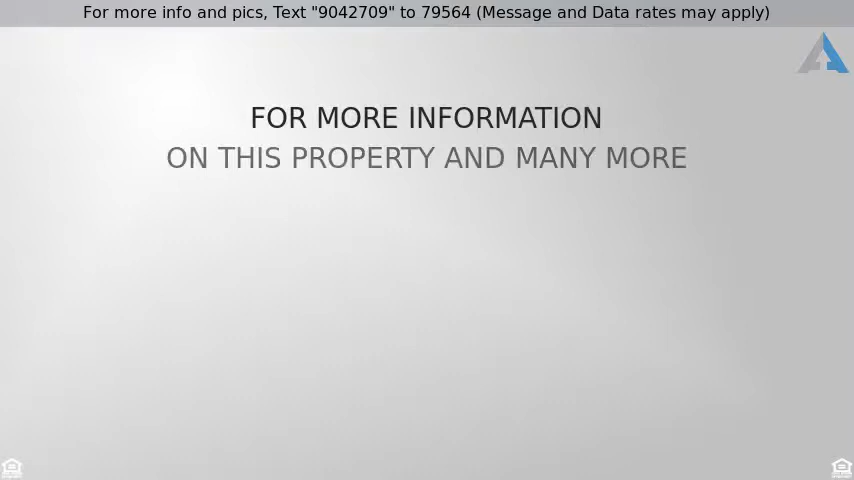 For more info and pics, Text "9042709" to 79564 (Message and Data rates may apply)
FOR MORE INFORMATION
ON THIS PROPERTY AND MANY MORE